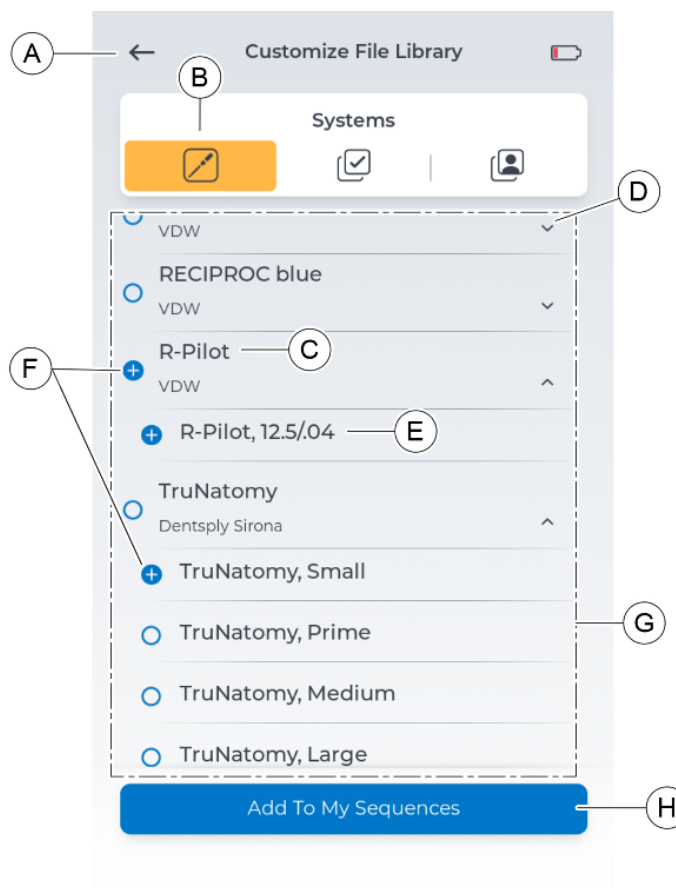 A
Customize File Library
B
Systems
D
VDW
RECIPROC blue
VDW
R-Pilot
C
F
VDW
R-Pilot, 12.5/.04
E
TruNatomy
Dentsply Sirona
TruNatomy, Small
G
TruNatomy, Prime
TruNatomy, Medium
TruNatomy, Large
Add To My Sequences
H